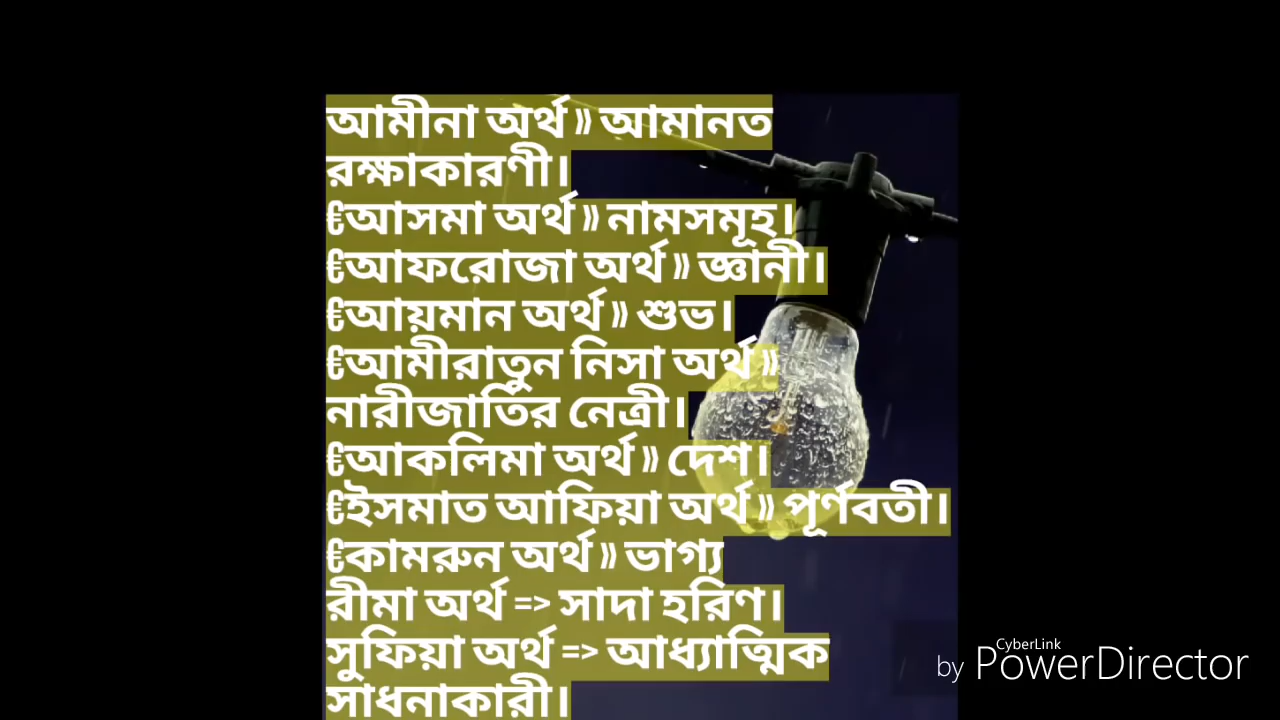 আমীনা অর্থ》আমানত
রক্ষাকারণী।
€আসমা অর্থ》নামসমূহ।
€আফরোজা অর্থ》জ্ঞানী।
€আয়মান অর্থ》শুভ।
€আমীরাতুন নিসা অর্থ》
নারীজাতির নেত্রী।
€আকলিমা অর্থ》দেশ।
€ইসমাত আফিয়া অর্থ》পূর্ণবতী।
€কামরুন অর্থ》ভাগ্য
রীমা অর্থ => সাদা হরিণ।
সুফিয়া অর্থ => আধ্যাত্মিক
সাধনাকারী।
by CyberLink PowerDirector